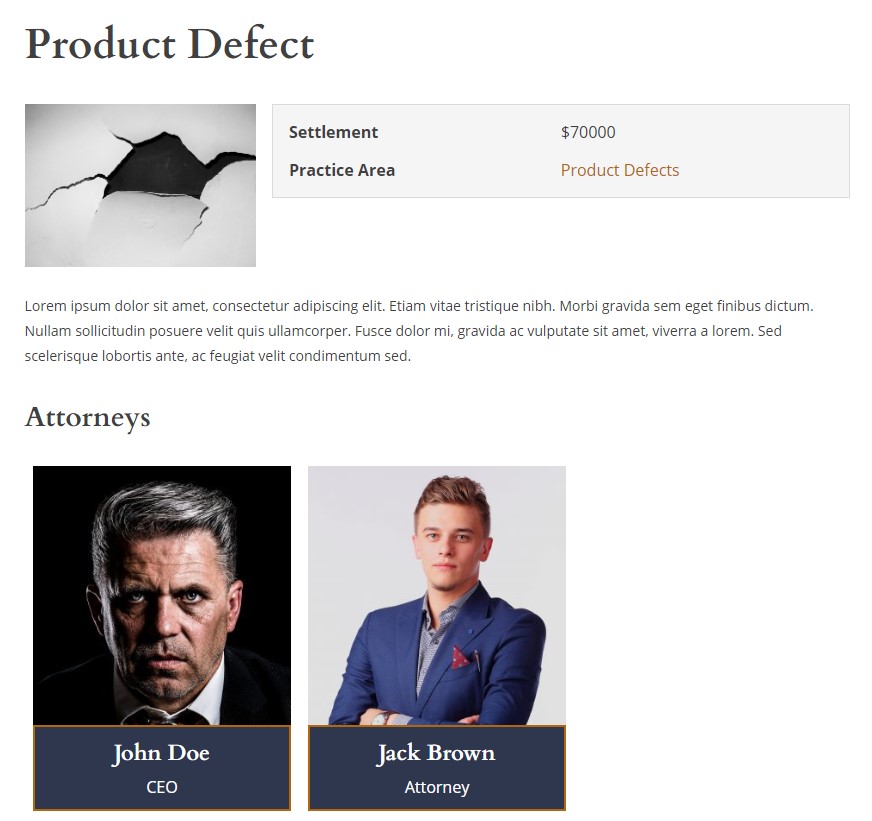 Product Defect
Settlement $70000
Practice Area Product Defects
Lorem ipsum dolor sit amet, consectetur adipiscing elit. Etiam vitae tristique nibh. Morbi gravida sem eget finibus dictum.
Nullam sollicitudin posuere velit quis ullamcorper. Fusce dolor mi, gravida ac vulputate sit amet, viverra a lorem. Sed
scelerisque lobortis ante, ac feugiat velit condimentum sed.
Attorneys
John Doe
CEO
Jack Brown
Attorney